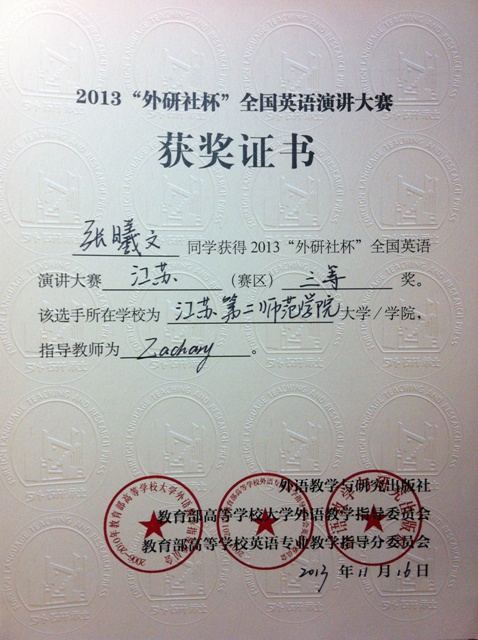 2013“外研社杯”全国英语演讲大赛
获奖证书
张曦文 同学获得2013“外研社杯”全国英语
演讲大赛 江苏 （赛区） 三等 奖。
该选手所在学校为 江苏第二师范学院 大学/学院，
指导教师为 Zachary 。
外语教学与研究出版社
教育部高等学校大学外语教学指导委员会
教育部高等学校英语专业教学指导分委员会
2013 年 11 月 16 日